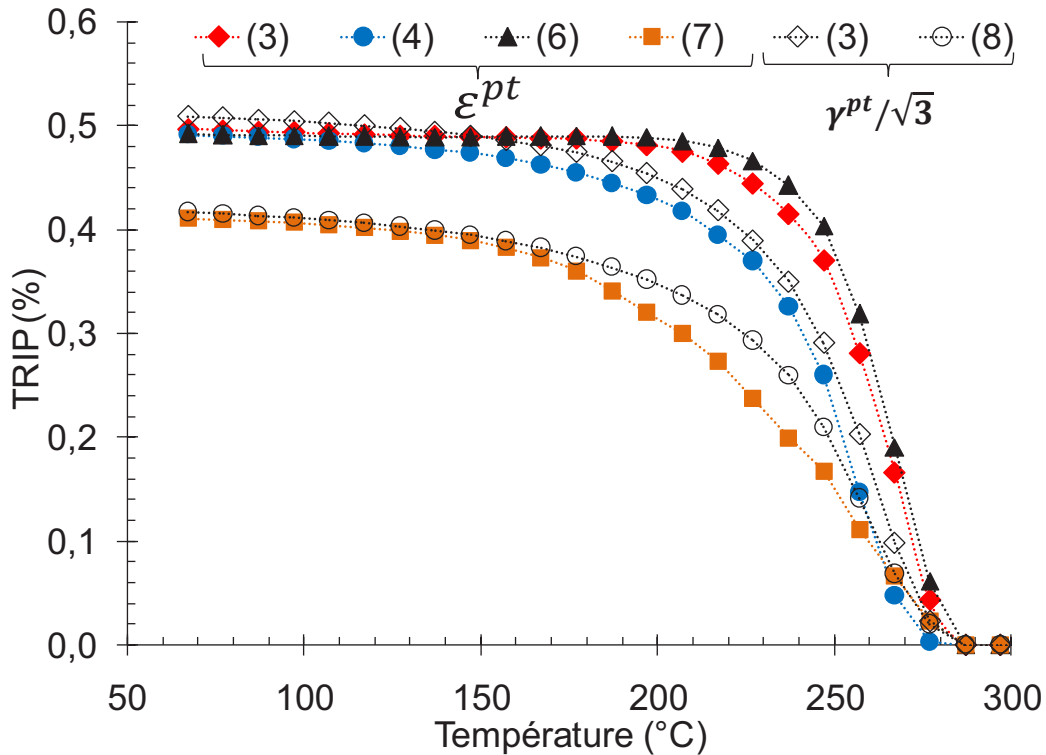 0,6
(3) (4) (6) (7) (3) (8)
ε^{pt} γ^{pt}/√3
0,5
0,4
0,3
0,2
0,1
0,0
TRIP (%)
50 100 150 200 250 300
Température (°C)